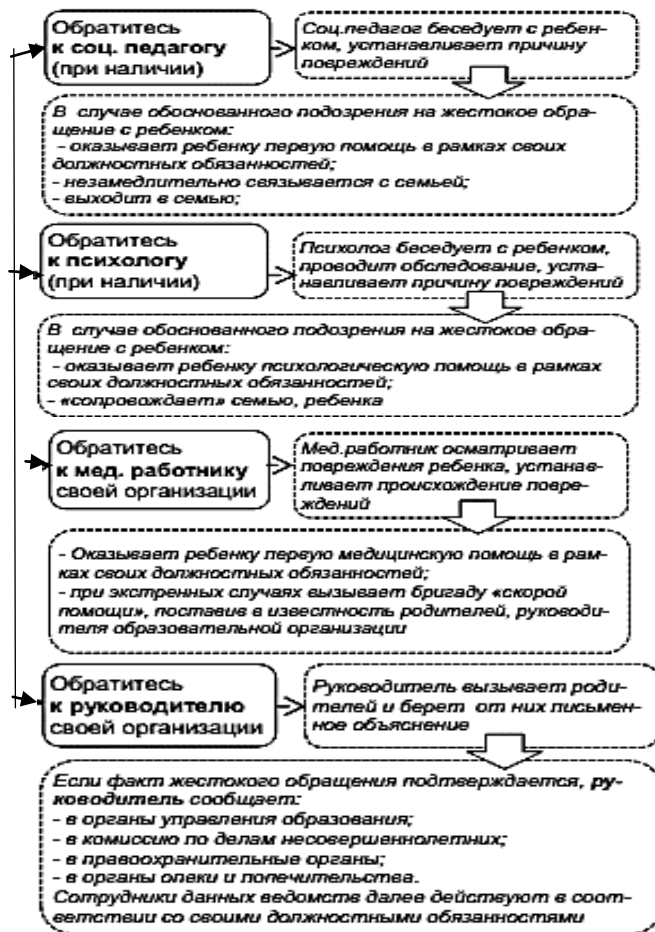 Обратитесь
к соц. педагогу
(при наличии)
Соц.педагог беседует с ребен-
ком, устанавливает причину
повреждений
В случае обоснованного подозрения на жестокое обра-
щение с ребенком:
- оказывает ребенку первую помощь в рамках своих
должностных обязанностей;
- незамедлительно связывается с семьей;
- выходит в семью;
Обратитесь
к психологу
(при наличии)
Психолог беседует с ребенком,
проводит обследование, уста-
навливает причину повреждений
В случае обоснованного подозрения на жестокое обра-
щение с ребенком:
- оказывает ребенку психологическую помощь в рамках
своих должностных обязанностей;
- «сопровождает» семью, ребенка
Обратитесь
к мед. работнику
своей организации
Мед.работник осматривает
повреждения ребенка, устанав-
ливает происхождение повре-
ждений
- Оказывает ребенку первую медицинскую помощь в рам-
ках своих должностных обязанностей;
- при экстренных случаях вызывает бригаду «скорой
помощи», поставив в известность родителей, руководи-
теля образовательной организации
Обратитесь
к руководителю
своей организации
Руководитель вызывает роди-
телей и берет от них письмен-
ное объяснение
Если факт жестокого обращения подтверждается, ру-
ководитель сообщает:
- в органы управления образования;
- в комиссию по делам несовершеннолетних;
- в правоохранительные органы;
- в органы опеки и попечительства.
Сотрудники данных ведомств далее действуют в соот-
ветствии со своими должностными обязанностями